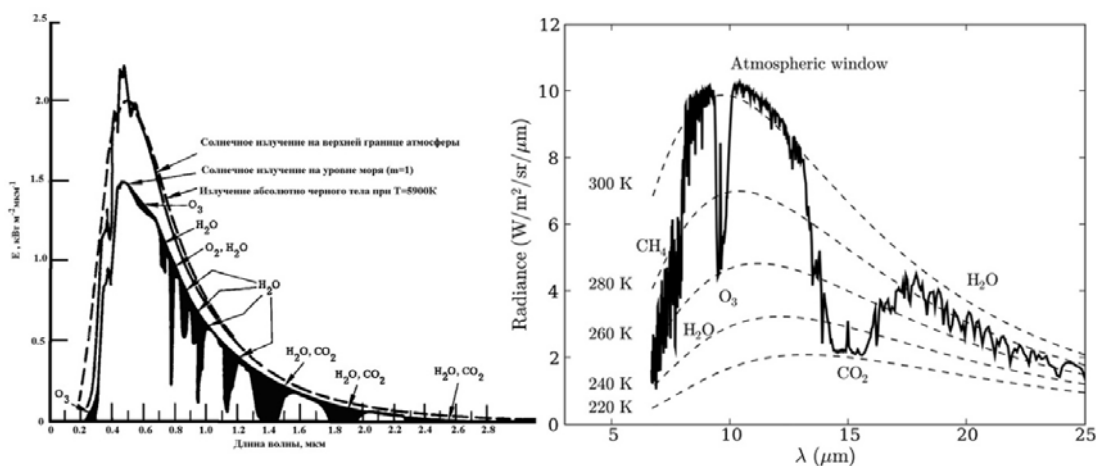 2.5
2.0
1.5
1.0
0.5
0
E , кВт м⁻² мкм⁻¹
Солнечное излучение на верхней границе атмосферы
Солнечное излучение на уровне моря (m=1)
Излучение абсолютно черного тела при T=5900K
O₃
H₂O
O₂, H₂O
H₂O
H₂O
H₂O, CO₂
H₂O, CO₂
H₂O, CO₂
O₃
0 0.2 0.4 0.6 0.8 1.0 1.2 1.4 1.6 1.8 2.0 2.2 2.4 2.6 2.8
Длина волны, мкм
12
10
8
6
4
2
0
Radiance (W/m²/sr/μm)
Atmospheric window
300 K
CH₄
280 K
O₃
H₂O
260 K
H₂O
CO₂
240 K
220 K
5 10 15 20 25
λ (μm)